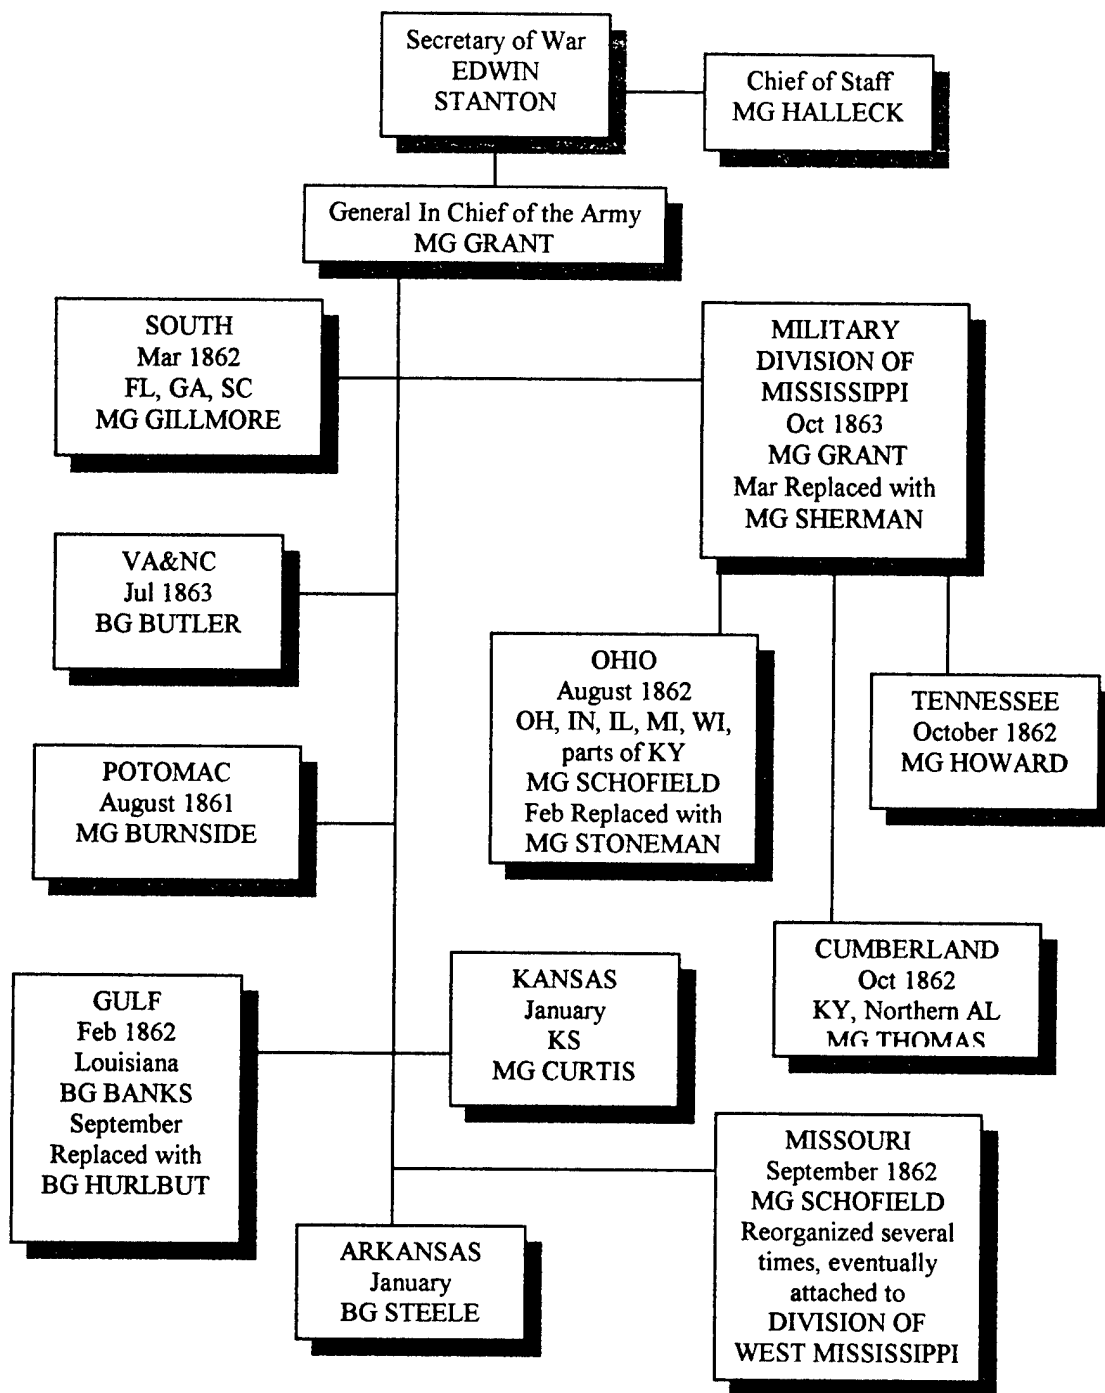 Secretary of War
EDWIN
STANTON
Chief of Staff
MG HALLECK
General In Chief of the Army
MG GRANT
SOUTH
Mar 1862
FL, GA, SC
MG GILLMORE
MILITARY
DIVISION OF
MISSISSIPPI
Oct 1863
MG GRANT
Mar Replaced with
MG SHERMAN
VA&NC
Jul 1863
BG BUTLER
OHIO
August 1862
OH, IN, IL, MI, WI,
parts of KY
MG SCHOFIELD
Feb Replaced with
MG STONEMAN
TENNESSEE
October 1862
MG HOWARD
POTOMAC
August 1861
MG BURNSIDE
CUMBERLAND
Oct 1862
KY, Northern AL
MG THOMAS
GULF
Feb 1862
Louisiana
BG BANKS
September
Replaced with
BG HURLBUT
KANSAS
January
KS
MG CURTIS
MISSOURI
September 1862
MG SCHOFIELD
Reorganized several
times, eventually
attached to
DIVISION OF
WEST MISSISSIPPI
ARKANSAS
January
BG STEELE